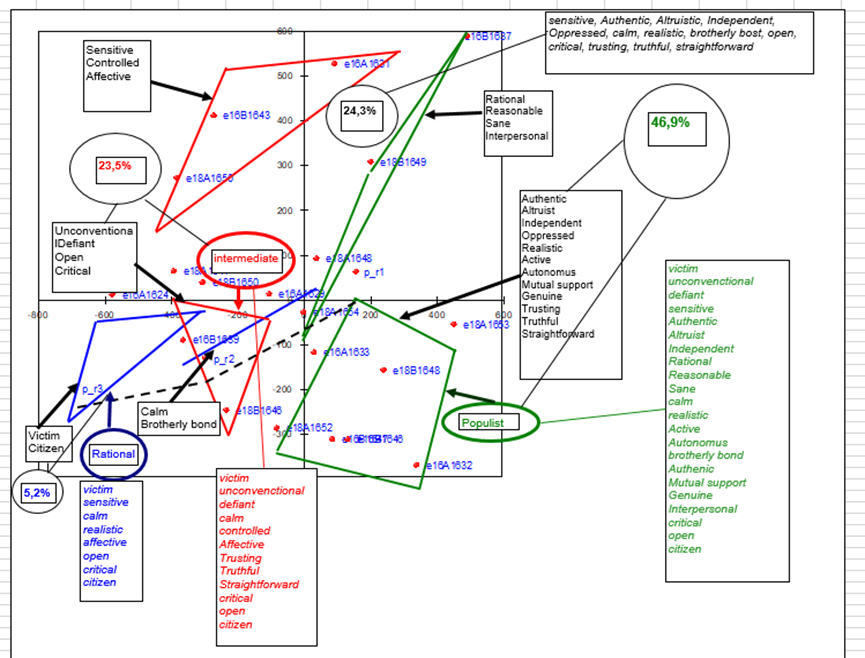 sensitive, Authentic, Altruistic, Independent,
Oppressed, calm, realistic, brotherly bost, open,
critical, trusting, truthful, straightforward
600
e16B1637
Sensitive
Controlled
Affective
e16A1631
500
24,3%
Rational
Reasonable
Sane
Interpersonal
46,9%
400
e16B1643
300
e18B1649
23,5%
e18A1650
200
Authentic
Altruist
Independent
Oppressed
Realistic
Active
Autonomus
Mutual support
Genuine
Trusting
Truthful
Straightforward
Unconventiona
lDefiant
Open
Critical
intermediate
e18A1648
p_r1
e18B1650
e16A1624
-800
-400
-200
200
400
600
e18A1654
e18A1653
victim
unconventional
defiant
sensitive
Authentic
Altruist
Independent
Rational
Reasonable
Sane
calm
realistic
Active
Autonomus
brotherly bond
Authenic
Mutual support
Genuine
Interpersonal
critical
open
citizen
e16B1639
-100
e16A1633
p_r2
e18B1648
-200
p_r3
Calm
Brotherly bond
e18B1646
e18A1652
-300
Populist
Victim
Citizen
Rational
e16A1632
5,2%
victim
sensitive
calm
realistic
affective
open
critical
citizen
victim
unconvenctional
defiant
calm
controlled
Affective
Trusting
Truthful
Straightforward
critical
open
citizen